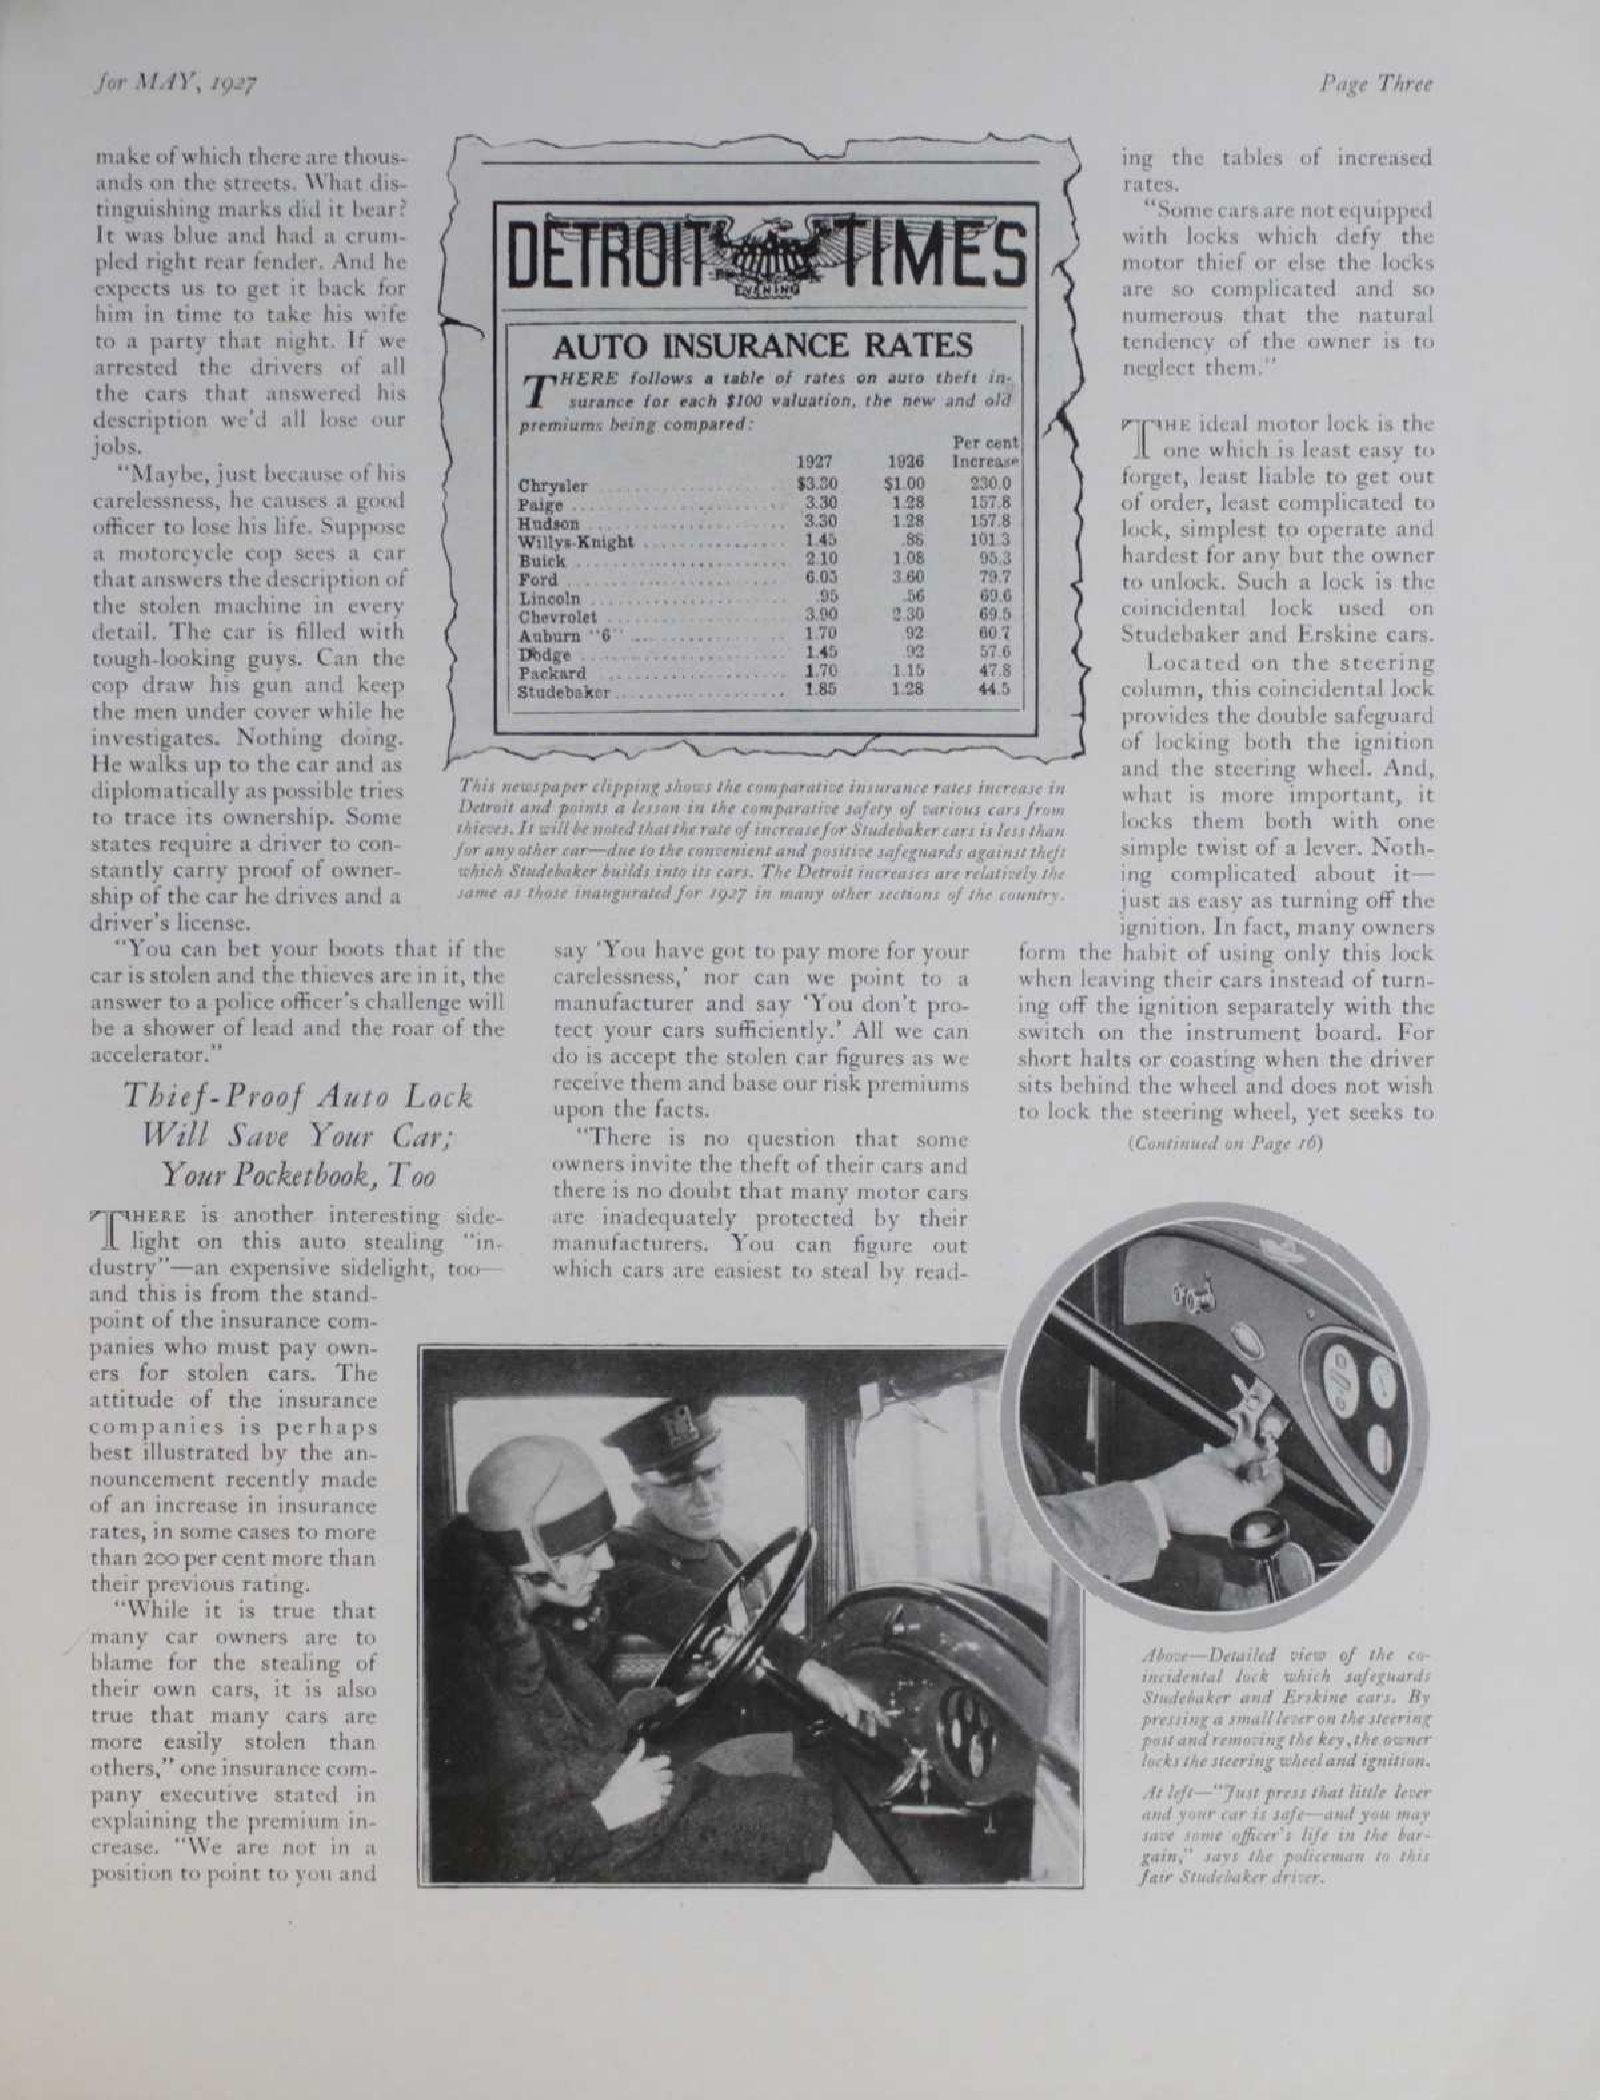 for MAY, 1927
Page Three
make of which there are thous-
ands on the streets. What dis-
tinguishing marks did it bear?
It was blue and had a crum-
pled right rear fender. And he
expects us to get it back for
him in time to take his wife
to a party that night. If we
arrested the drivers of all
the cars that answered his
description we'd all lose our
jobs.
"Maybe, just because of his
carelessness, he causes a good
officer to lose his life. Suppose
a motorcycle cop sees a car
that answers the description of
the stolen machine in every
detail. The car is filled with
tough-looking guys. Can the
cop draw his gun and keep
the men under cover while he
investigates. Nothing doing.
He walks up to the car and as
diplomatically as possible tries
to trace its ownership. Some
states require a driver to con-
stantly carry proof of owner-
ship of the car he drives and a
driver's license.
"You can bet your boots that if the
car is stolen and the thieves are in it, the
answer to a police officer's challenge will
be a shower of lead and the roar of the
accelerator."
Thief-Proof Auto Lock
Will Save Your Car;
Your Pocketbook, Too
THERE is another interesting side-
light on this auto stealing "in-
dustry"—an expensive sidelight, too—
and this is from the stand-
point of the insurance com-
panies who must pay own-
ers for stolen cars. The
attitude of the insurance
companies is perhaps
best illustrated by the an-
nouncement recently made
of an increase in insurance
rates, in some cases to more
than 200 per cent more than
their previous rating.
"While it is true that
many car owners are to
blame for the stealing of
their own cars, it is also
true that many cars are
more easily stolen than
others," one insurance com-
pany executive stated in
explaining the premium in-
crease. "We are not in a
position to point to you and
DETROIT TIMES
EVENING
AUTO INSURANCE RATES
THERE follows a table of rates on auto theft in-
surance for each $100 valuation, the new and old
premiums being compared:
Per cent
1927 1926 Increase
Chrysler $3.30 $1.00 230.0
Paige 3.30 1.28 157.8
Hudson 3.30 1.28 157.8
Willys-Knight 1.45 101.3
Buick 2.10 1.08 95.3
Ford 6.05 3.60 79.7
Lincoln .95 .56 69.6
Chevrolet 3.90 2.30 69.5
Auburn "6" 1.70 92 60.7
Dodge 1.45 .92 57.6
Packard 1.70 1.15 47.8
Studebaker 1.85 1.28 44.5
This newspaper clipping shows the comparative insurance rates increase in
Detroit and points a lesson in the comparative safety of various cars from
thieves. It will be noted that the rate of increase for Studebaker cars is less than
for any other car—due to the convenient and positive safeguards against theft
which Studebaker builds into its cars. The Detroit increases are relatively the
same as those inaugurated for 1927 in many other sections of the country.
say 'You have got to pay more for your
carelessness,' nor can we point to a
manufacturer and say 'You don't pro-
tect your cars sufficiently.' All we can
do is accept the stolen car figures as we
receive them and base our risk premiums
upon the facts.
"There is no question that some
owners invite the theft of their cars and
there is no doubt that many motor cars
are inadequately protected by their
manufacturers. You can figure out
which cars are easiest to steal by read-
ing the tables of increased
rates.
"Some cars are not equipped
with locks which defy the
motor thief or else the locks
are so complicated and so
numerous that the natural
tendency of the owner is to
neglect them."
THE ideal motor lock is the
one which is least easy to
forget, least liable to get out
of order, least complicated to
lock, simplest to operate and
hardest for any but the owner
to unlock. Such a lock is the
coincidental lock used on
Studebaker and Erskine cars.
Located on the steering
column, this coincidental lock
provides the double safeguard
of locking both the ignition
and the steering wheel. And,
what is more important, it
locks them both with one
simple twist of a lever. Noth-
ing complicated about it—
just as easy as turning off the
ignition. In fact, many owners
form the habit of using only this lock
when leaving their cars instead of turn-
ing off the ignition separately with the
switch on the instrument board. For
short halts or coasting when the driver
sits behind the wheel and does not wish
to lock the steering wheel, yet seeks to
(Continued on Page 16)
Above—Detailed view of the co-
incidental lock which safeguards
Studebaker and Erskine cars. By
pressing a small lever on the steering
post and removing the key, the owner
locks the steering wheel and ignition.
At left—"Just press that little lever
and your car is safe—and you may
save some officer's life in the bar-
gain," says the policeman to this
fair Studebaker driver.